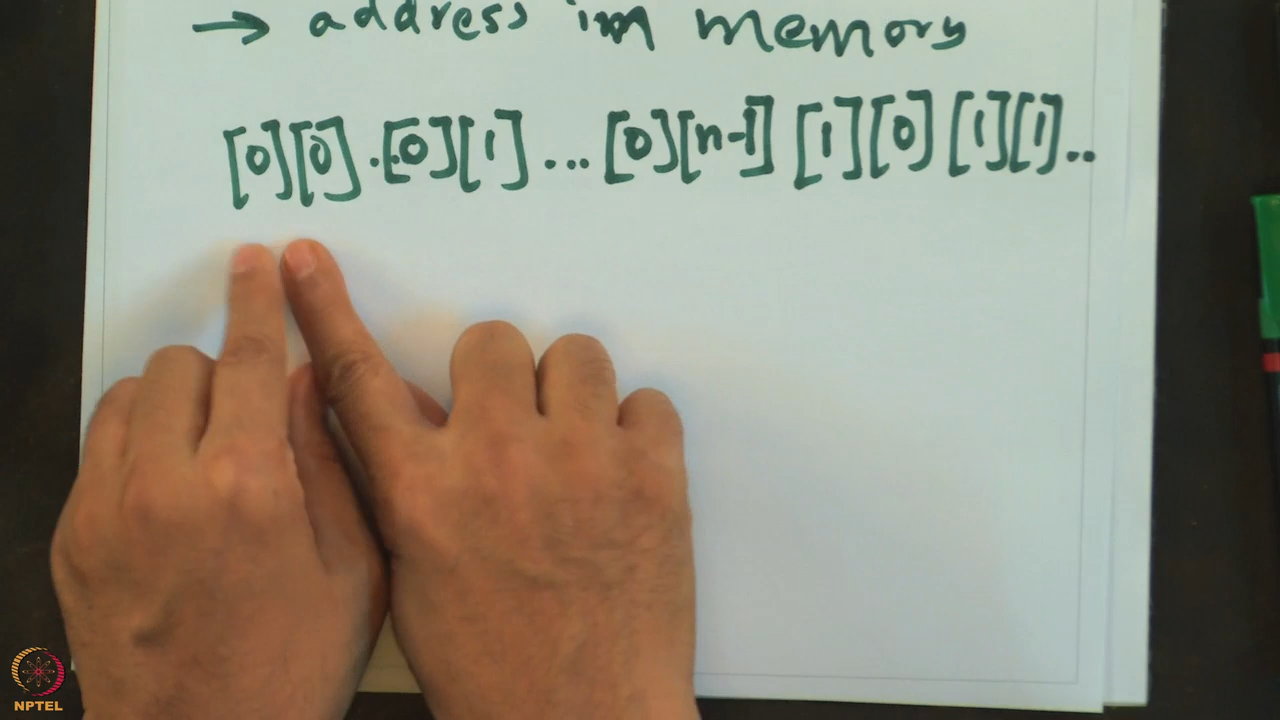 → address in memory
[0][0] . [0][1] ... [0][n-1] [1][0] [1][1]..
NPTEL